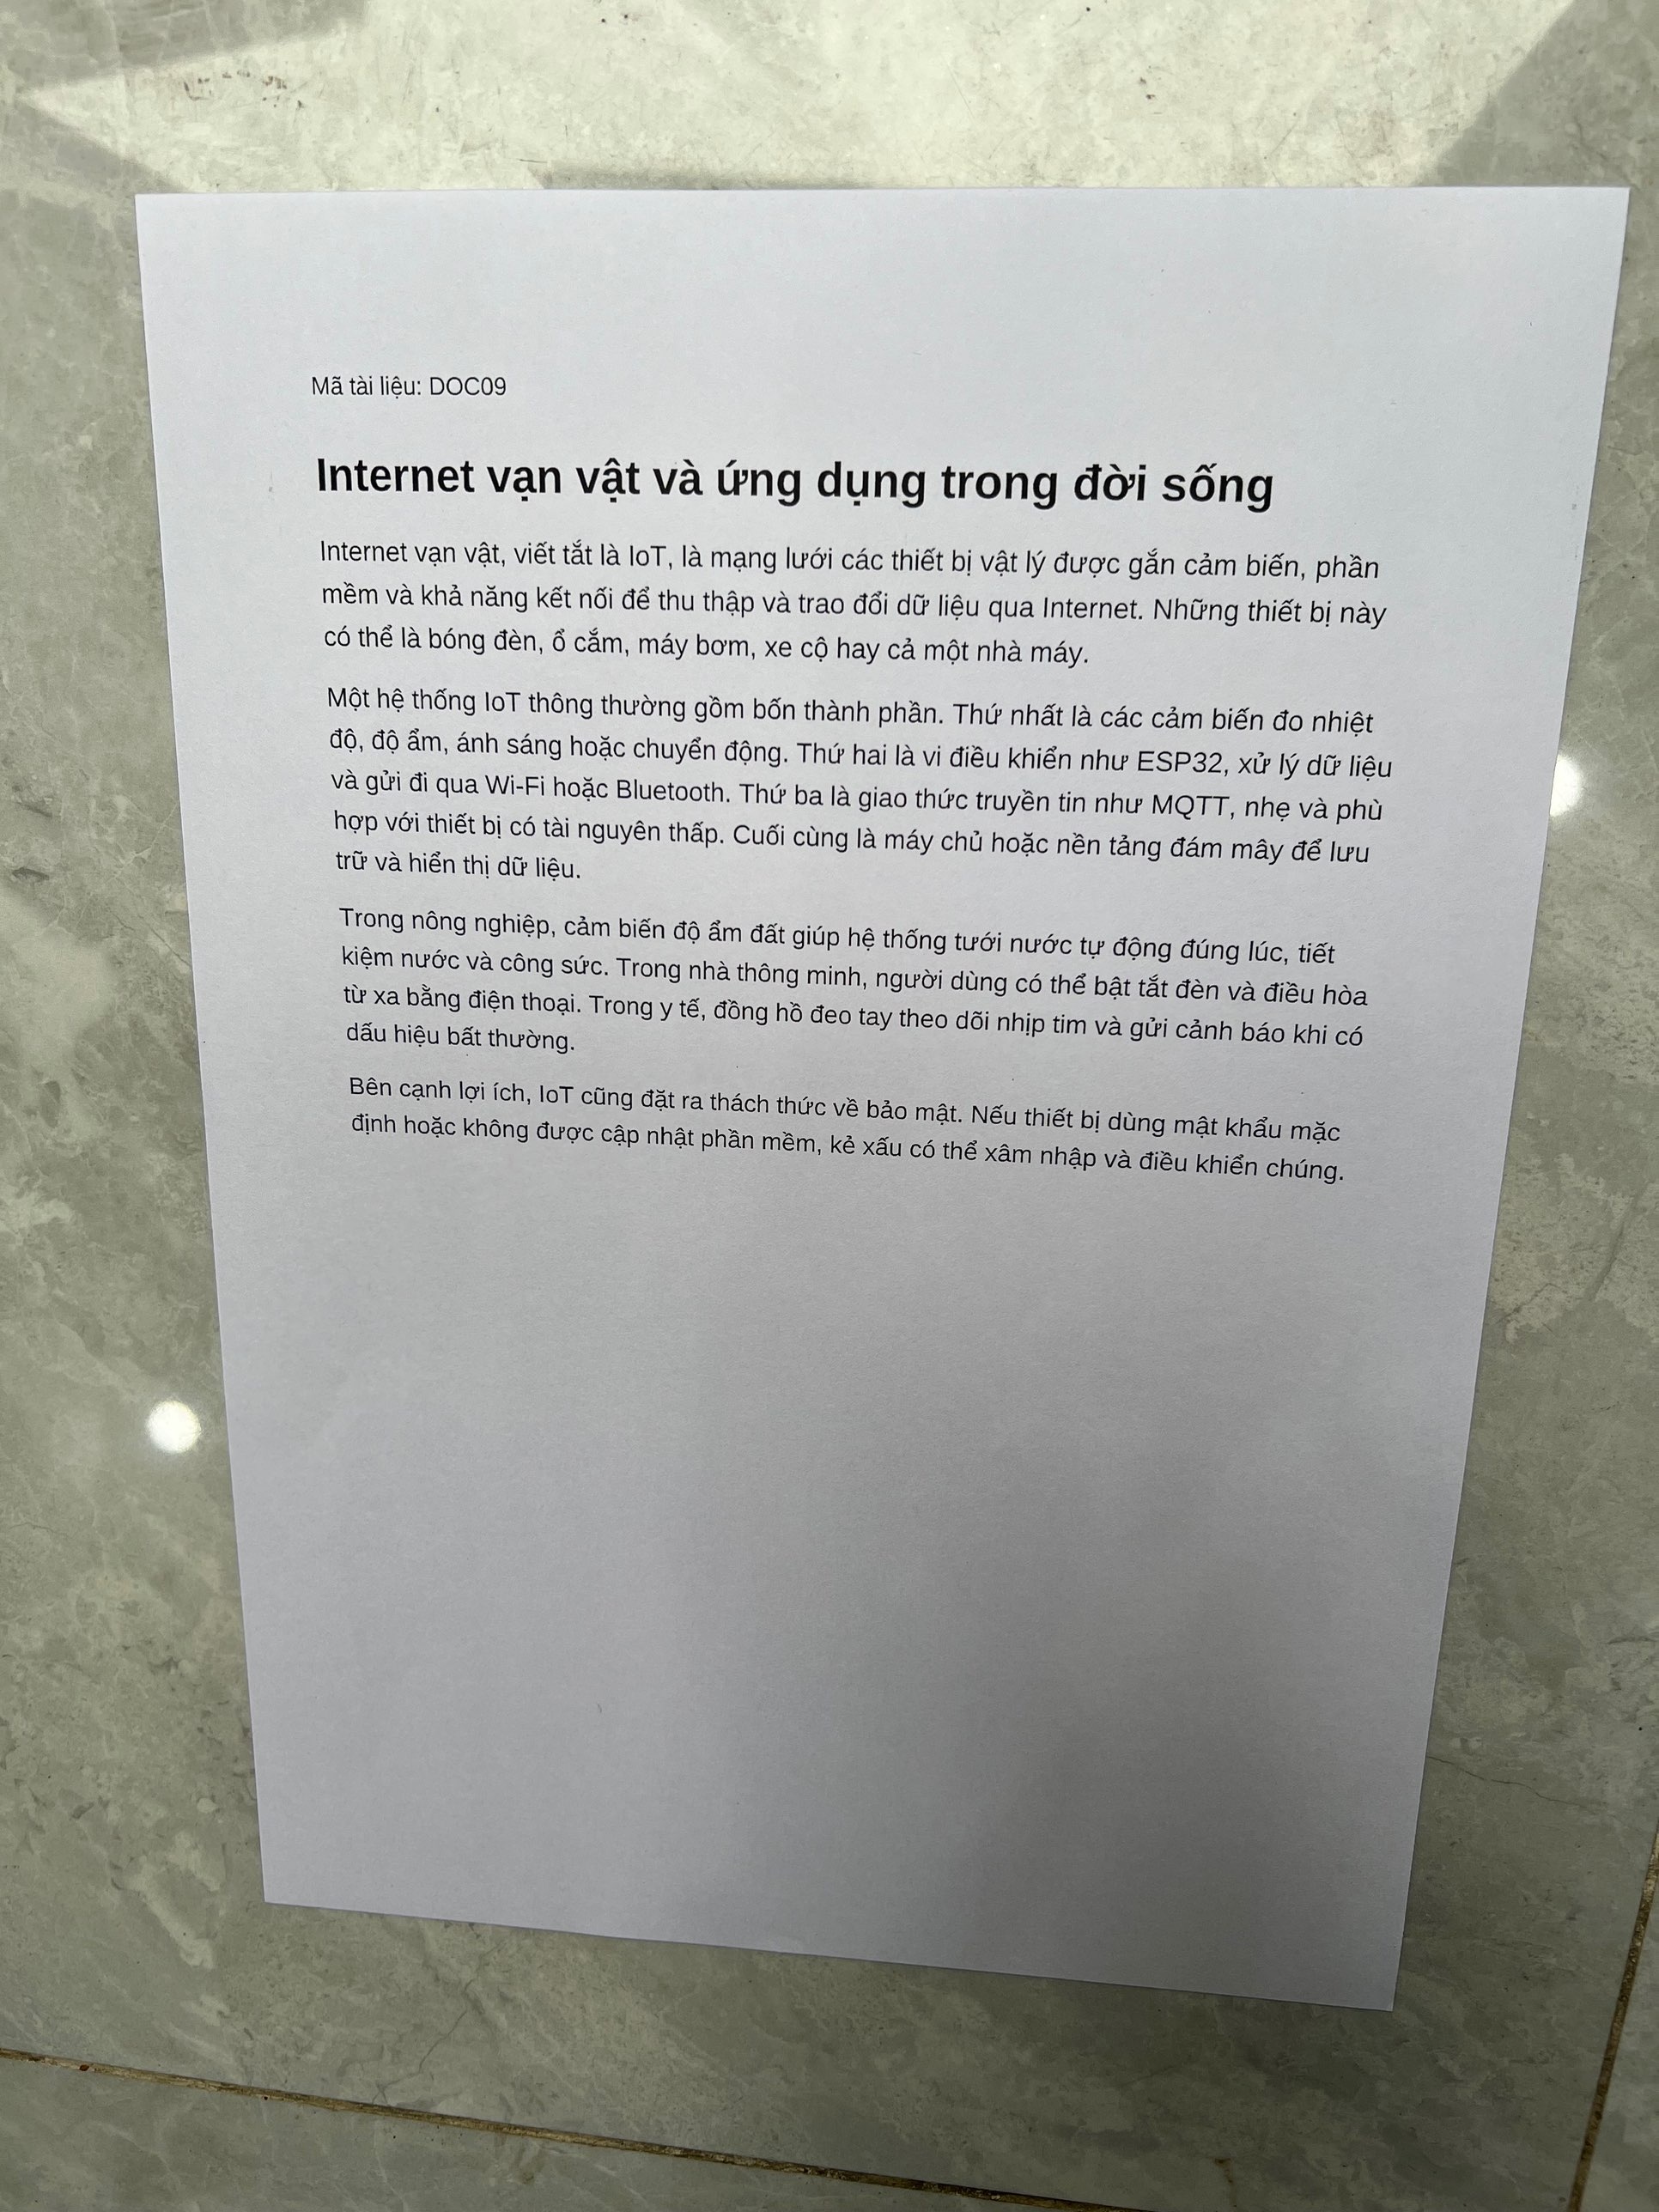 Mã tài liệu: DOC09
Internet vạn vật và ứng dụng trong đời sống
Internet vạn vật, viết tắt là IoT, là mạng lưới các thiết bị vật lý được gắn cảm biến, phần
mềm và khả năng kết nối để thu thập và trao đổi dữ liệu qua Internet. Những thiết bị này
có thể là bóng đèn, ổ cắm, máy bơm, xe cộ hay cả một nhà máy.
Một hệ thống IoT thông thường gồm bốn thành phần. Thứ nhất là các cảm biến đo nhiệt
độ, độ ẩm, ánh sáng hoặc chuyển động. Thứ hai là vi điều khiển như ESP32, xử lý dữ liệu
và gửi đi qua Wi-Fi hoặc Bluetooth. Thứ ba là giao thức truyền tin như MQTT, nhẹ và phù
hợp với thiết bị có tài nguyên thấp. Cuối cùng là máy chủ hoặc nền tảng đám mây để lưu
trữ và hiển thị dữ liệu.
Trong nông nghiệp, cảm biến độ ẩm đất giúp hệ thống tưới nước tự động đúng lúc, tiết
kiệm nước và công sức. Trong nhà thông minh, người dùng có thể bật tắt đèn và điều hòa
từ xa bằng điện thoại. Trong y tế, đồng hồ đeo tay theo dõi nhịp tim và gửi cảnh báo khi có
dấu hiệu bất thường.
Bên cạnh lợi ích, IoT cũng đặt ra thách thức về bảo mật. Nếu thiết bị dùng mật khẩu mặc
định hoặc không được cập nhật phần mềm, kẻ xấu có thể xâm nhập và điều khiển chúng.